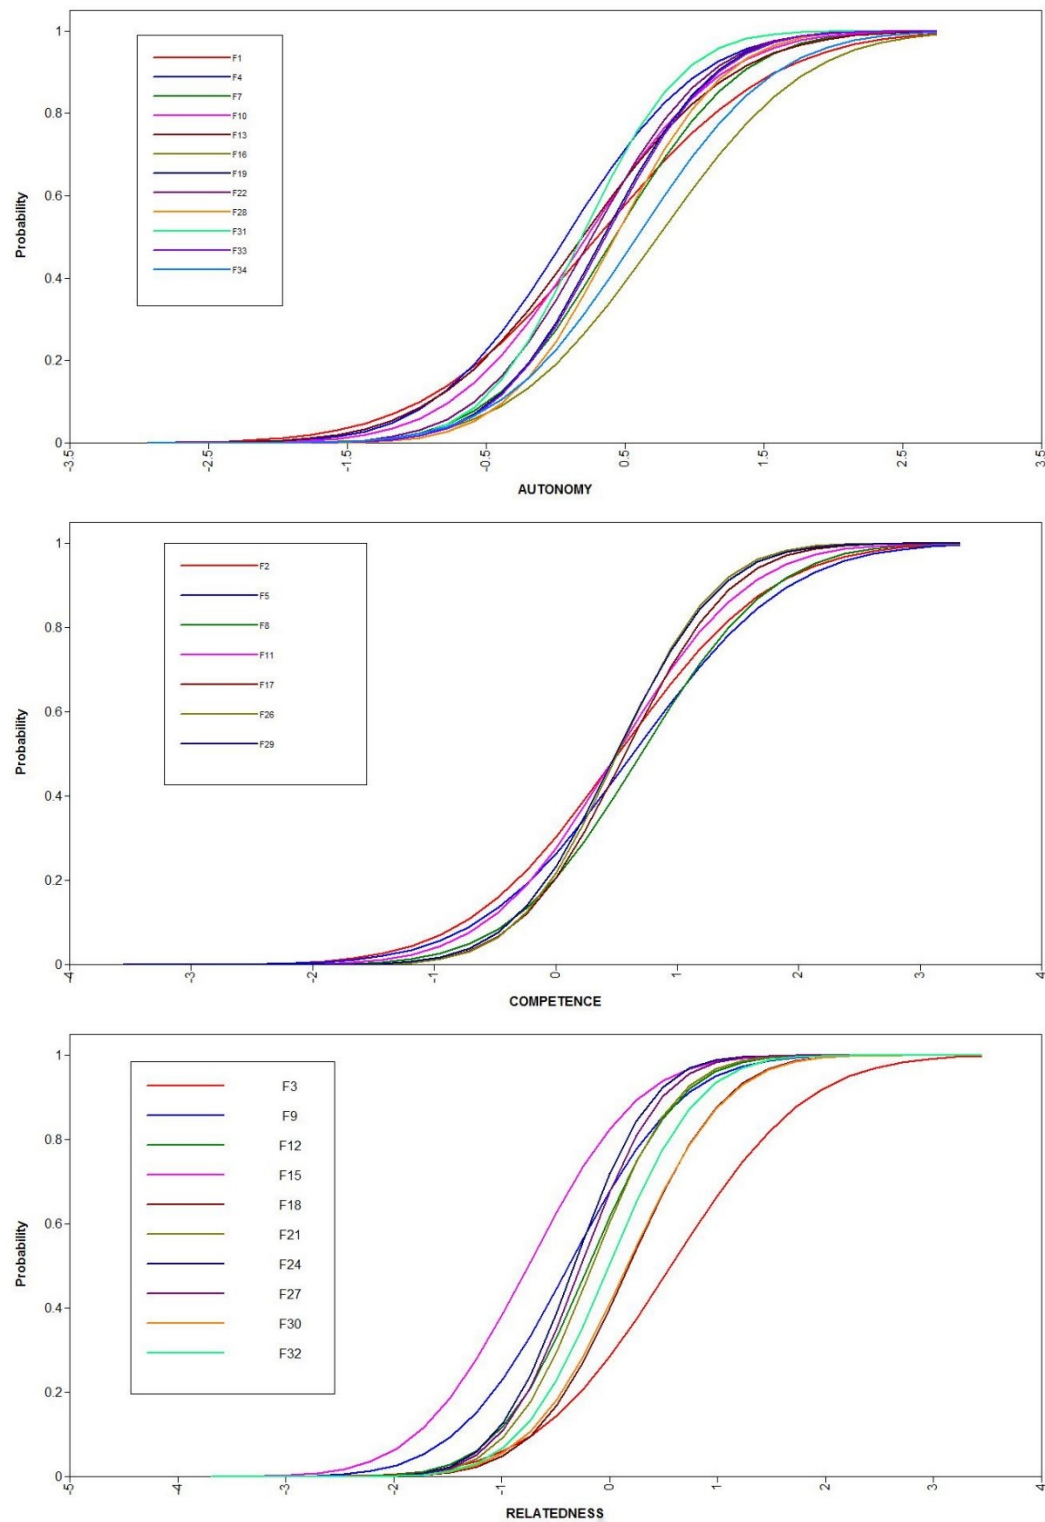 1
0.8
0.6
0.4
0.2
0
Probability
F1
F4
F7
F10
F13
F16
F19
F22
F28
F31
F33
F34
-3.5
-2.5
-1.5
-0.5
0.5
1.5
2.5
3.5
AUTONOMY
1
0.8
0.6
0.4
0.2
0
Probability
F2
F5
F8
F11
F17
F26
F29
-4
-3
-2
-1
0
1
2
3
4
COMPETENCE
1
0.8
0.6
0.4
0.2
0
Probability
F3
F9
F12
F15
F18
F21
F24
F27
F30
F32
-5
-4
-3
-2
-1
0
1
2
3
4
RELATEDNESS